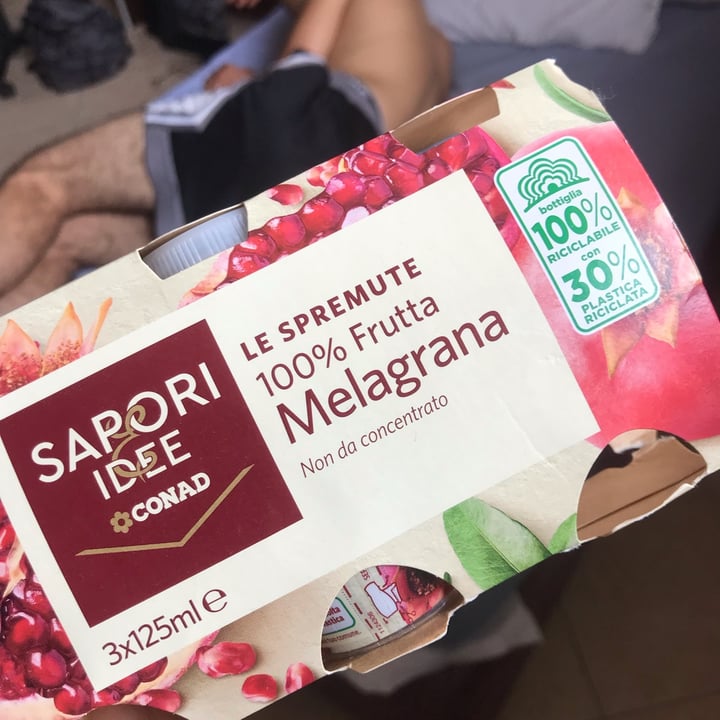 LE SPREMUTE
100% Frutta
Melagrana
Non da concentrato
SAPORI
&
IDEE
CONAD
3x125ml e
bottiglia
100%
RICICLABILE
con
30%
PLASTICA
RICICLATA